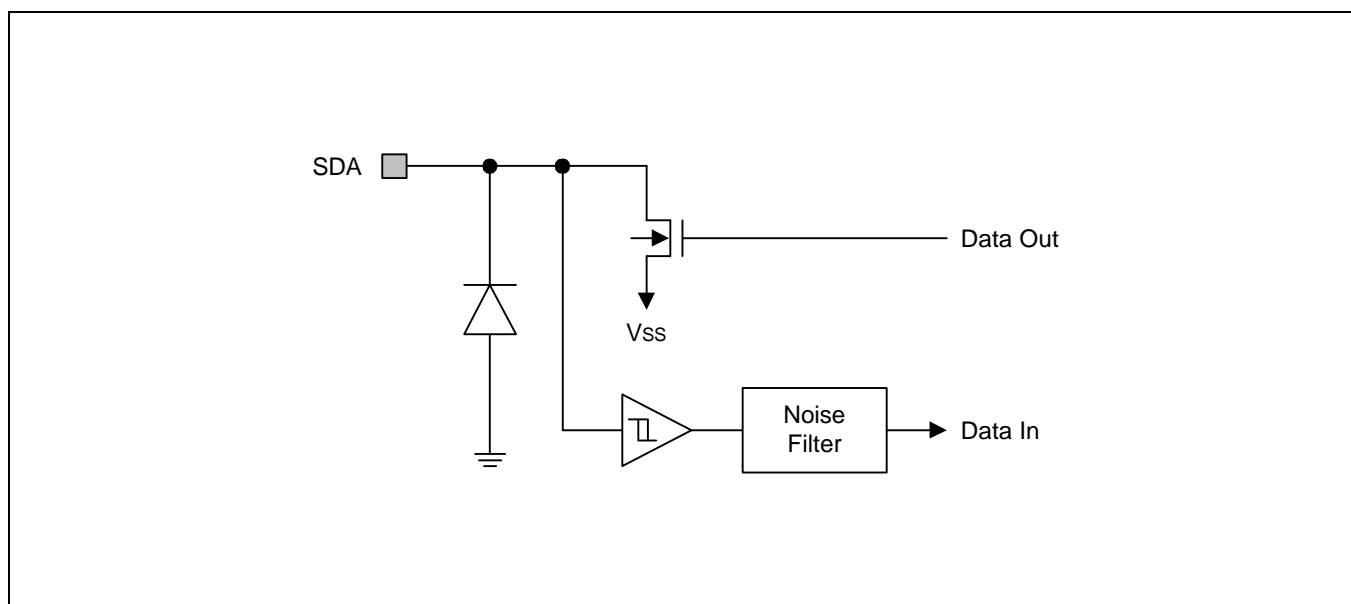 SDA
Data Out
VSS
Noise
Filter
Data In